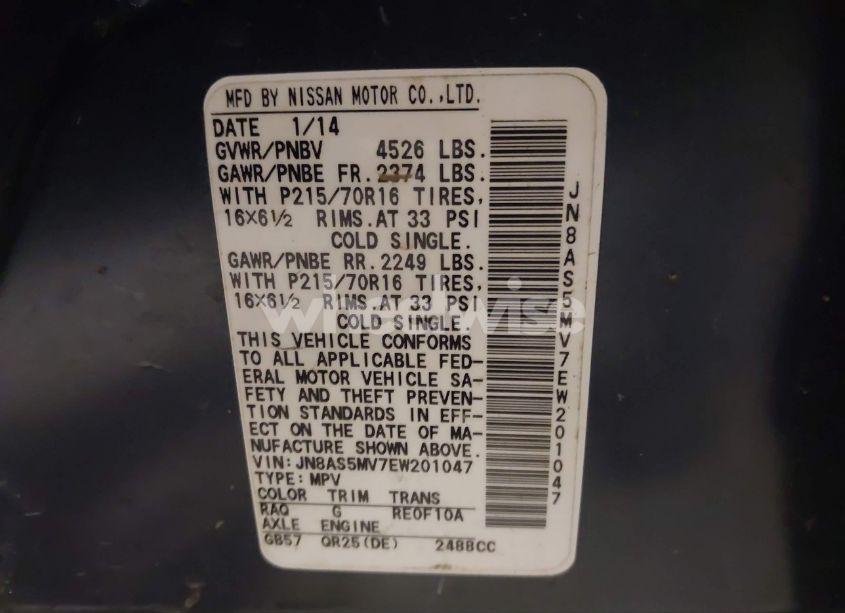 MFD BY NISSAN MOTOR CO.,LTD.
DATE 1/14
GVWR/PNBV 4526 LBS.
GAWR/PNBE FR. 2374 LBS.
WITH P215/70R16 TIRES,
16X6½ RIMS.AT 33 PSI
COLD SINGLE.
GAWR/PNBE RR. 2249 LBS.
WITH P215/70R16 TIRES,
16X6½ RIMS.AT 33 PSI
COLD SINGLE.
THIS VEHICLE CONFORMS
TO ALL APPLICABLE FED-
ERAL MOTOR VEHICLE SA-
FETY AND THEFT PREVEN-
TION STANDARDS IN EFF-
ECT ON THE DATE OF MA-
NUFACTURE SHOWN ABOVE.
VIN:JN8AS5MV7EW201047
TYPE:MPV
COLOR TRIM TRANS
RAQ G RE0F10A
AXLE ENGINE
GB57 QR25(DE) 2488CC
JN8AS5MV7EW201047